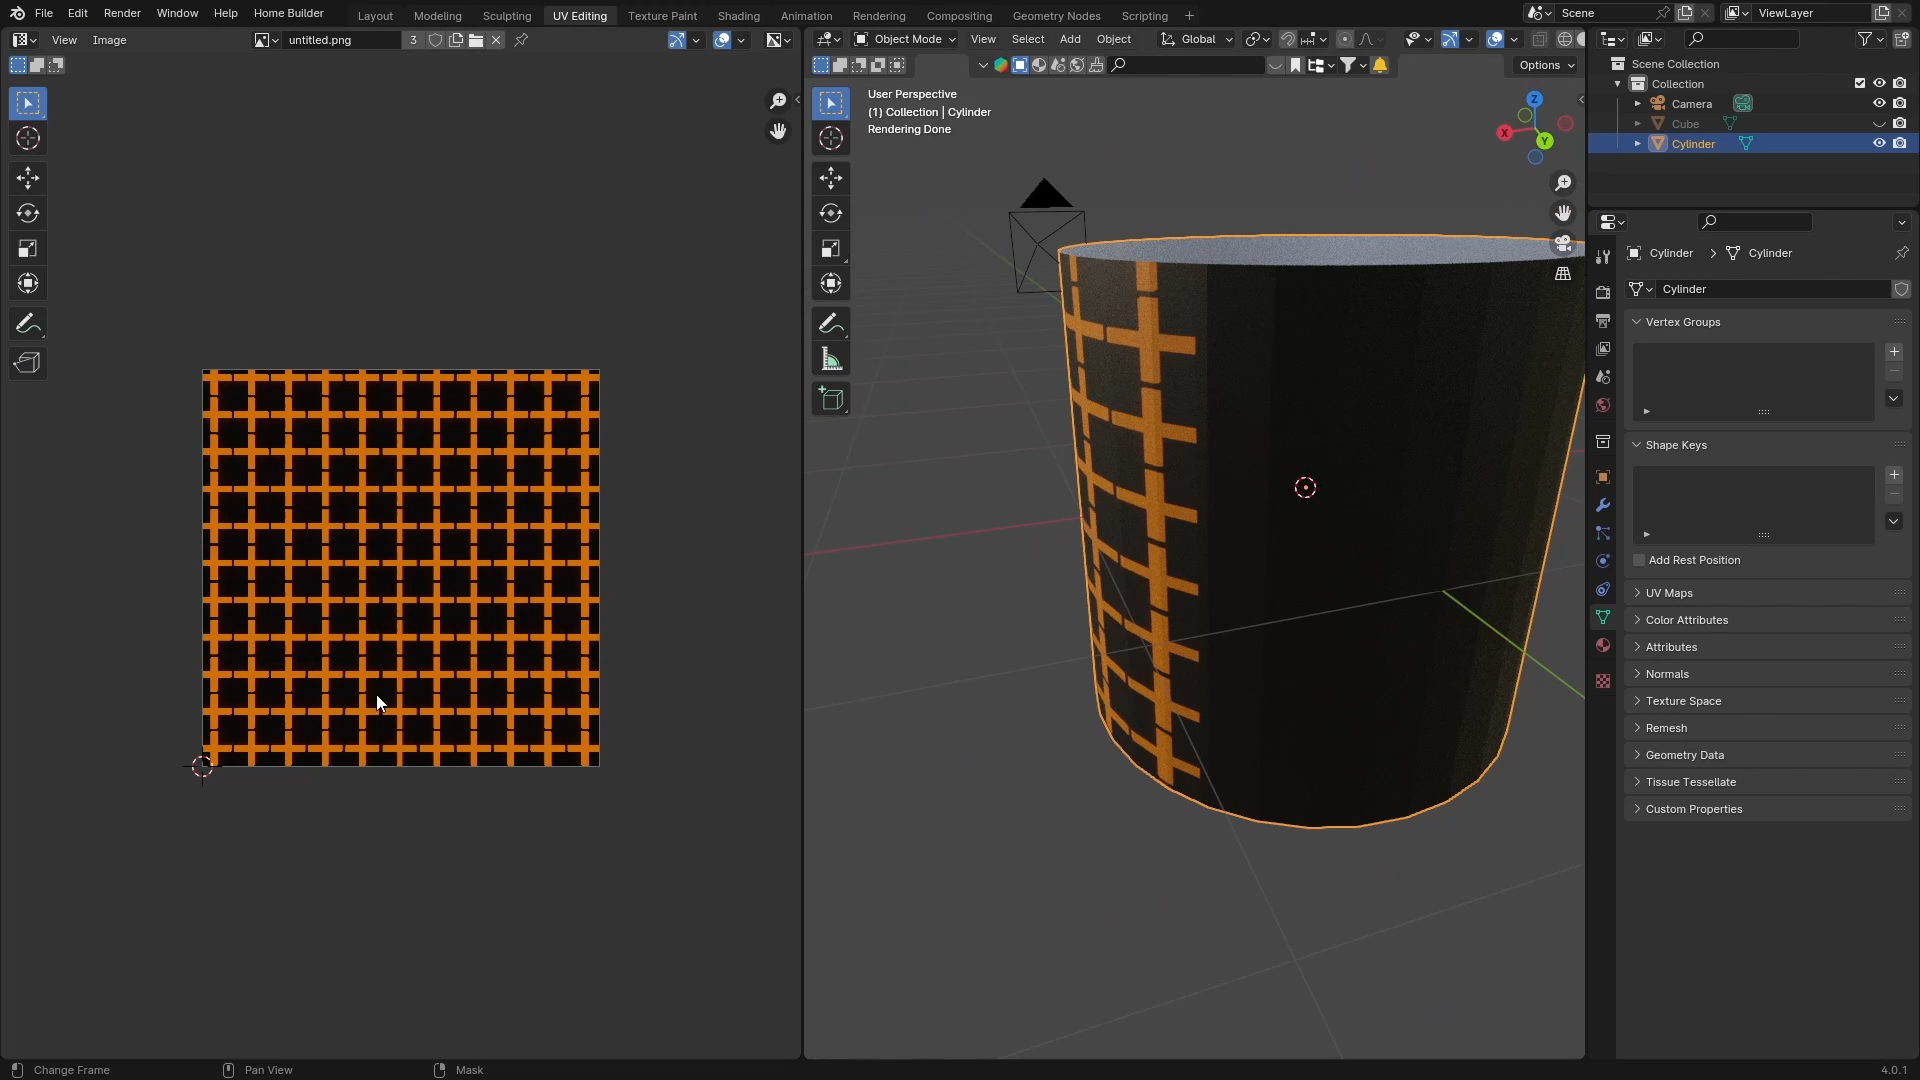 File Edit Render Window Help Home Builder Layout Modeling Sculpting UV Editing Texture Paint Shading Animation Rendering Compositing Geometry Nodes Scripting Scene ViewLayer
View Image untitled.png 3 Object Mode View Select Add Object Global
Options
Scene Collection
Collection
Camera
Cube
Cylinder
User Perspective
(1) Collection | Cylinder
Rendering Done
Z
X
Y
Cylinder Cylinder
Cylinder
Vertex Groups
Shape Keys
Add Rest Position
UV Maps
Color Attributes
Attributes
Normals
Texture Space
Remesh
Geometry Data
Tissue Tessellate
Custom Properties
Change Frame Pan View Mask 4.0.1